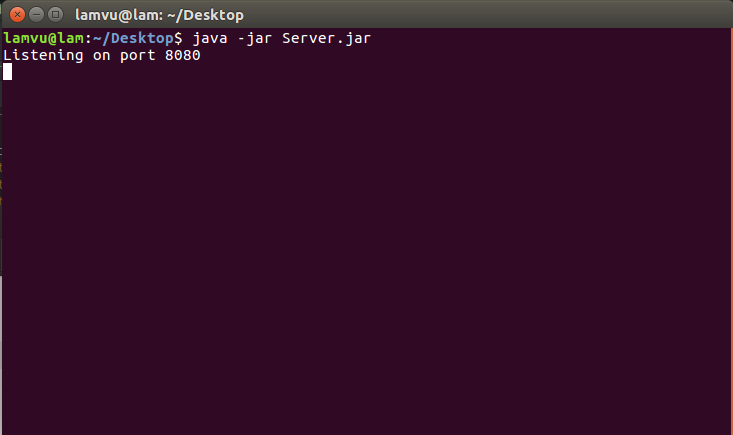 lamvu@lam: ~/Desktop
lamvu@lam:~/Desktop$ java -jar Server.jar
Listening on port 8080